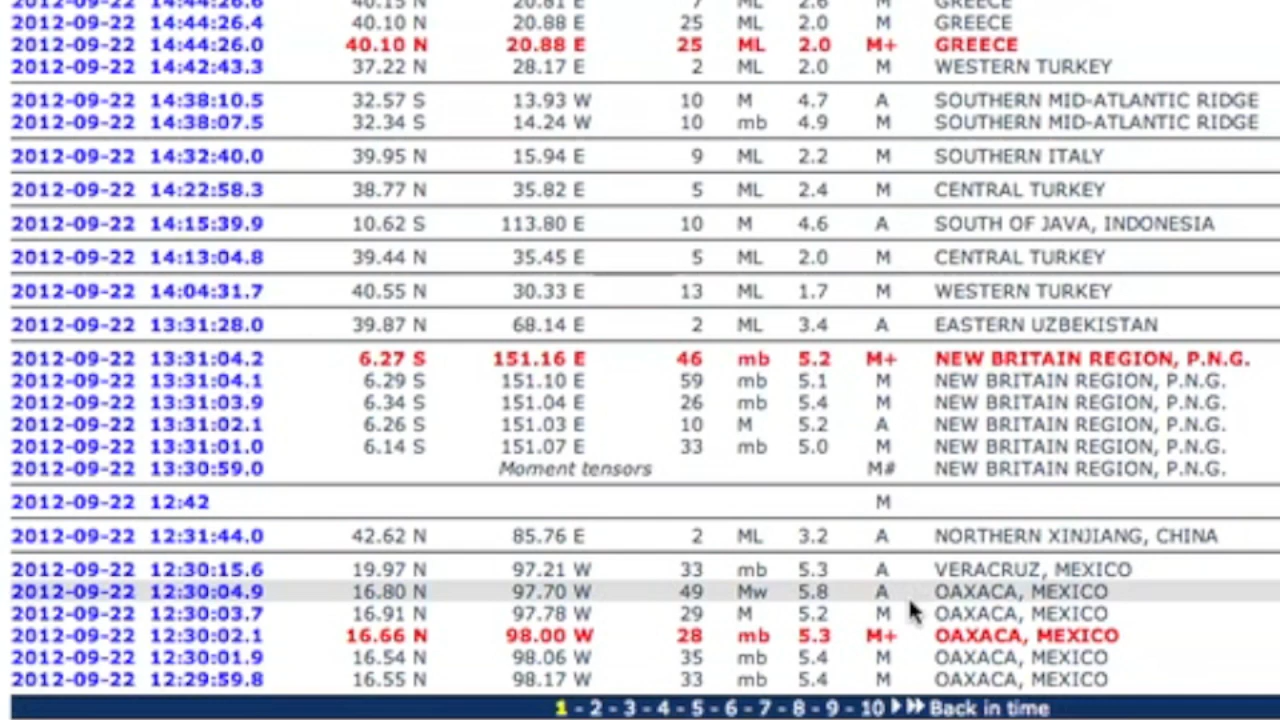 2012-09-22 14:44:26.6 40.15 N 20.81 E 7 ML 2.6 M GREECE
2012-09-22 14:44:26.4 40.10 N 20.88 E 25 ML 2.0 M GREECE
2012-09-22 14:44:26.0 40.10 N 20.88 E 25 ML 2.0 M+ GREECE
2012-09-22 14:42:43.3 37.22 N 28.17 E 2 ML 2.0 M WESTERN TURKEY
2012-09-22 14:38:10.5 32.57 S 13.93 W 10 M 4.7 A SOUTHERN MID-ATLANTIC RIDGE
2012-09-22 14:38:07.5 32.34 S 14.24 W 10 mb 4.9 M SOUTHERN MID-ATLANTIC RIDGE
2012-09-22 14:32:40.0 39.95 N 15.94 E 9 ML 2.2 M SOUTHERN ITALY
2012-09-22 14:22:58.3 38.77 N 35.82 E 5 ML 2.4 M CENTRAL TURKEY
2012-09-22 14:15:39.9 10.62 S 113.80 E 10 M 4.6 A SOUTH OF JAVA, INDONESIA
2012-09-22 14:13:04.8 39.44 N 35.45 E 5 ML 2.0 M CENTRAL TURKEY
2012-09-22 14:04:31.7 40.55 N 30.33 E 13 ML 1.7 M WESTERN TURKEY
2012-09-22 13:31:28.0 39.87 N 68.14 E 2 ML 3.4 A EASTERN UZBEKISTAN
2012-09-22 13:31:04.2 6.27 S 151.16 E 46 mb 5.2 M+ NEW BRITAIN REGION, P.N.G.
2012-09-22 13:31:04.1 6.29 S 151.10 E 59 mb 5.1 M NEW BRITAIN REGION, P.N.G.
2012-09-22 13:31:03.9 6.34 S 151.04 E 26 mb 5.4 M NEW BRITAIN REGION, P.N.G.
2012-09-22 13:31:02.1 6.26 S 151.03 E 10 M 5.2 A NEW BRITAIN REGION, P.N.G.
2012-09-22 13:31:01.0 6.14 S 151.07 E 33 mb 5.0 M NEW BRITAIN REGION, P.N.G.
2012-09-22 13:30:59.0 Moment tensors M# NEW BRITAIN REGION, P.N.G.
2012-09-22 12:42 M
2012-09-22 12:31:44.0 42.62 N 85.76 E 2 ML 3.2 A NORTHERN XINJIANG, CHINA
2012-09-22 12:30:15.6 19.97 N 97.21 W 33 mb 5.3 A VERACRUZ, MEXICO
2012-09-22 12:30:04.9 16.80 N 97.70 W 49 Mw 5.8 A OAXACA, MEXICO
2012-09-22 12:30:03.7 16.91 N 97.78 W 29 M 5.2 M OAXACA, MEXICO
2012-09-22 12:30:02.1 16.66 N 98.00 W 28 mb 5.3 M+ OAXACA, MEXICO
2012-09-22 12:30:01.9 16.54 N 98.06 W 35 mb 5.4 M OAXACA, MEXICO
2012-09-22 12:29:59.8 16.55 N 98.17 W 33 mb 5.4 M OAXACA, MEXICO
1 - 2 - 3 - 4 - 5 - 6 - 7 - 8 - 9 - 10 Back in time